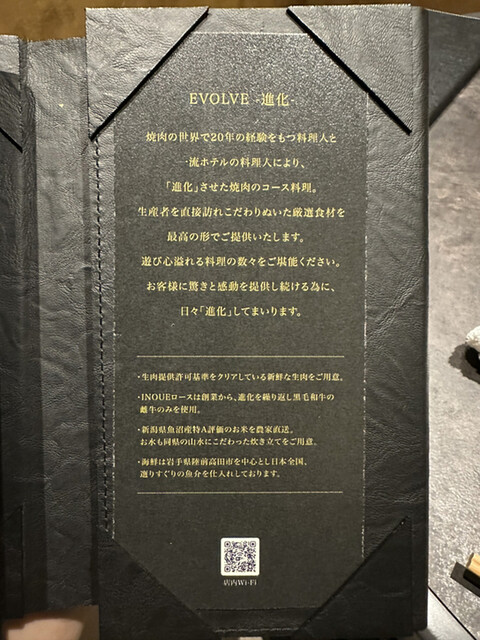 EVOLVE -進化-
焼肉の世界で20年の経験をもつ料理人と
一流ホテルの料理人により、
「進化」させた焼肉のコース料理。
生産者を直接訪れこだわりぬいた厳選食材を
最高の形でご提供いたします。
遊び心溢れる料理の数々をご堪能ください。
お客様に驚きと感動を提供し続ける為に、
日々「進化」してまいります。
・生肉提供許可基準をクリアしている新鮮な生肉をご用意。
・INOUEロースは創業から、進化を繰り返し黒毛和牛の
雌牛のみを使用。
・新潟県魚沼産特A評価のお米を農家直送。
お水も同県の山水にこだわった炊き立てをご用意。
・海鮮は岩手県陸前高田市を中心とし日本全国。
選りすぐりの魚介を仕入れしております。
店内Wi-Fi